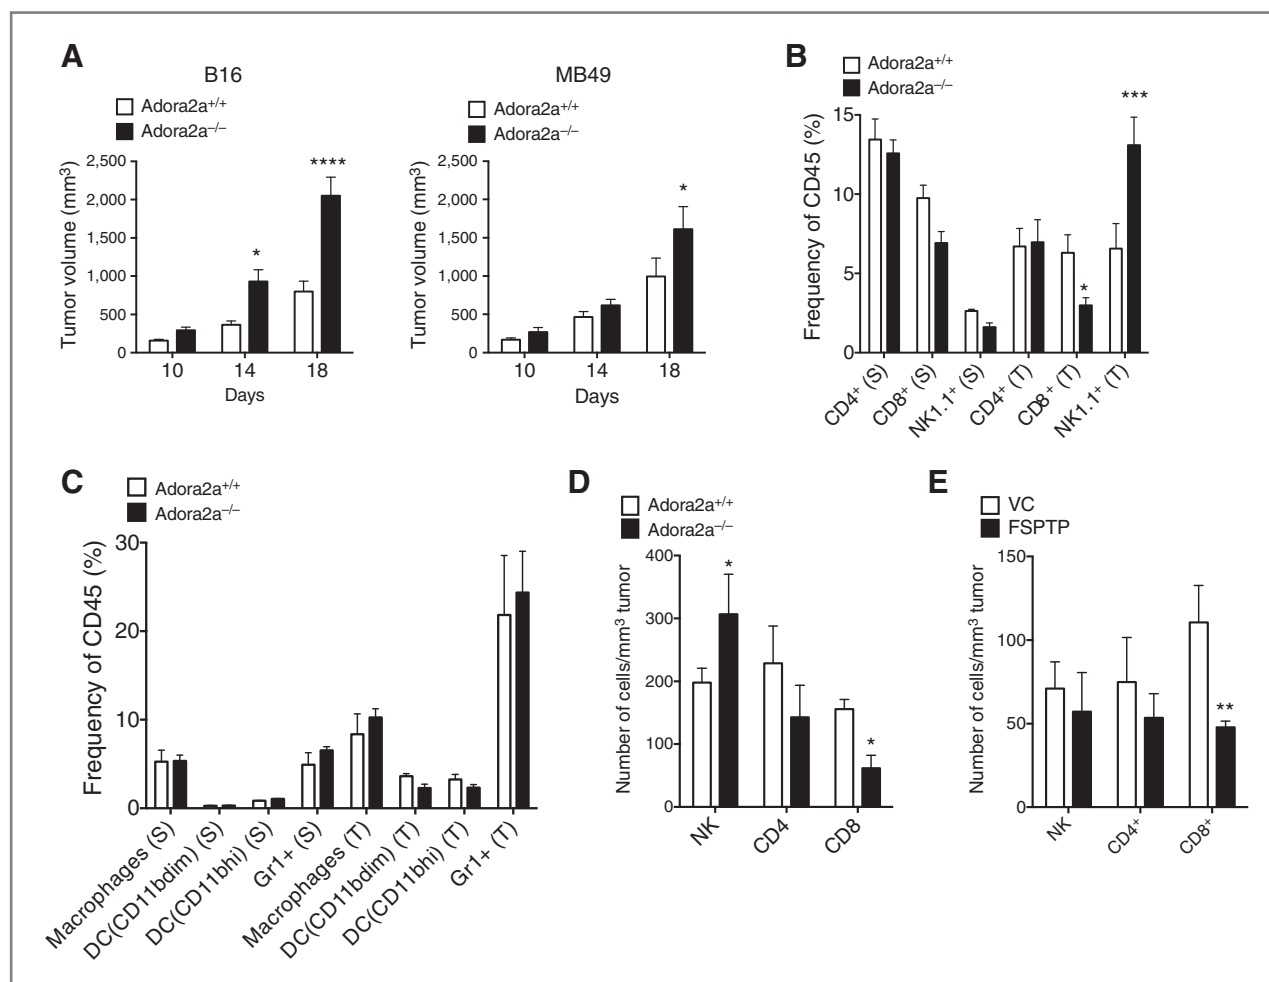 A
B16
Adora2a+/+
Adora2a–/–
Tumor volume (mm³)
2,500
2,000
1,500
1,000
500
0
*
****
10 14 18
Days
MB49
Adora2a+/+
Adora2a–/–
Tumor volume (mm³)
2,500
2,000
1,500
1,000
500
0
*
10 14 18
Days
B
Adora2a+/+
Adora2a–/–
Frequency of CD45 (%)
15
10
5
0
*
***
CD4+ (S)
CD8+ (S)
NK1.1+ (S)
CD4+ (T)
CD8+ (T)
NK1.1+ (T)
C
Adora2a+/+
Adora2a–/–
Frequency of CD45 (%)
30
20
10
0
Macrophages (S)
DC(CD11bdim) (S)
DC(CD11bhi) (S)
Gr1+ (S)
Macrophages (T)
DC(CD11bdim) (T)
DC(CD11bhi) (T)
Gr1+ (T)
D
Adora2a+/+
Adora2a–/–
Number of cells/mm³ tumor
400
300
200
100
0
*
*
NK
CD4
CD8
E
VC
FSPTP
Number of cells/mm³ tumor
150
100
50
0
**
NK
CD4+
CD8+